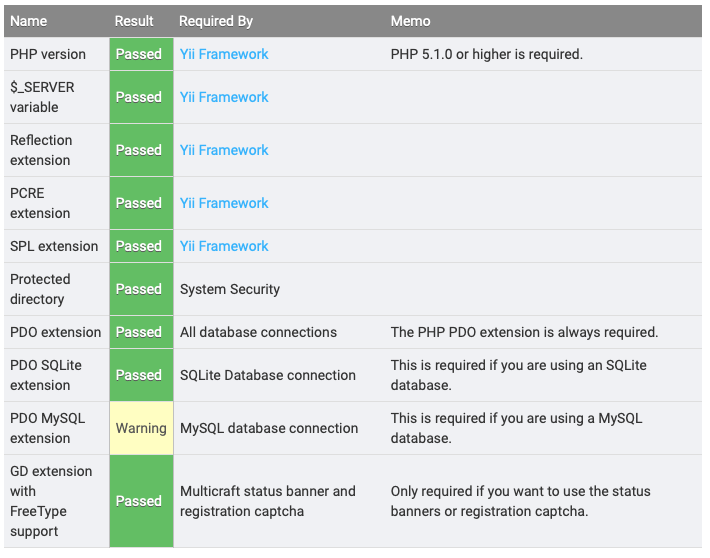 Name Result Required By Memo
PHP version Passed Yii Framework PHP 5.1.0 or higher is required.
$_SERVER
variable Passed Yii Framework
Reflection
extension Passed Yii Framework
PCRE
extension Passed Yii Framework
SPL extension Passed Yii Framework
Protected
directory Passed System Security
PDO extension Passed All database connections The PHP PDO extension is always required.
PDO SQLite
extension Passed SQLite Database connection This is required if you are using an SQLite
database.
PDO MySQL
extension Warning MySQL database connection This is required if you are using a MySQL
database.
GD extension
with
FreeType
support Passed Multicraft status banner and
registration captcha Only required if you want to use the status
banners or registration captcha.